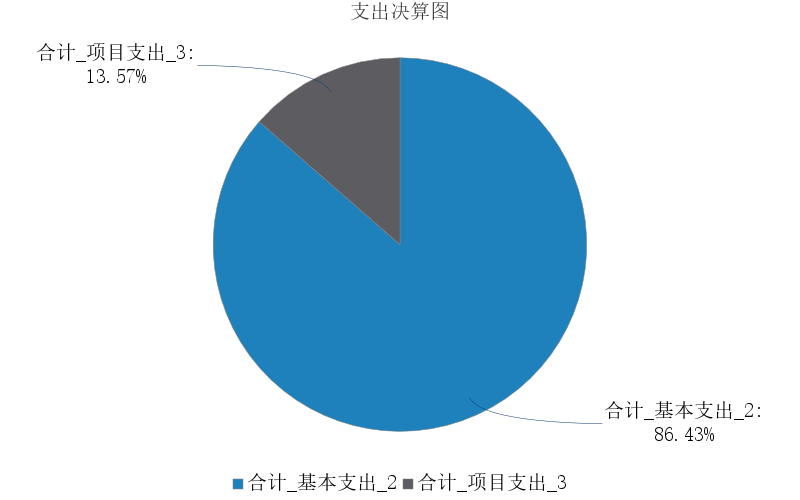 支出决算图
合计_项目支出_3:
13.57%
合计_基本支出_2:
86.43%
合计_基本支出_2 合计_项目支出_3